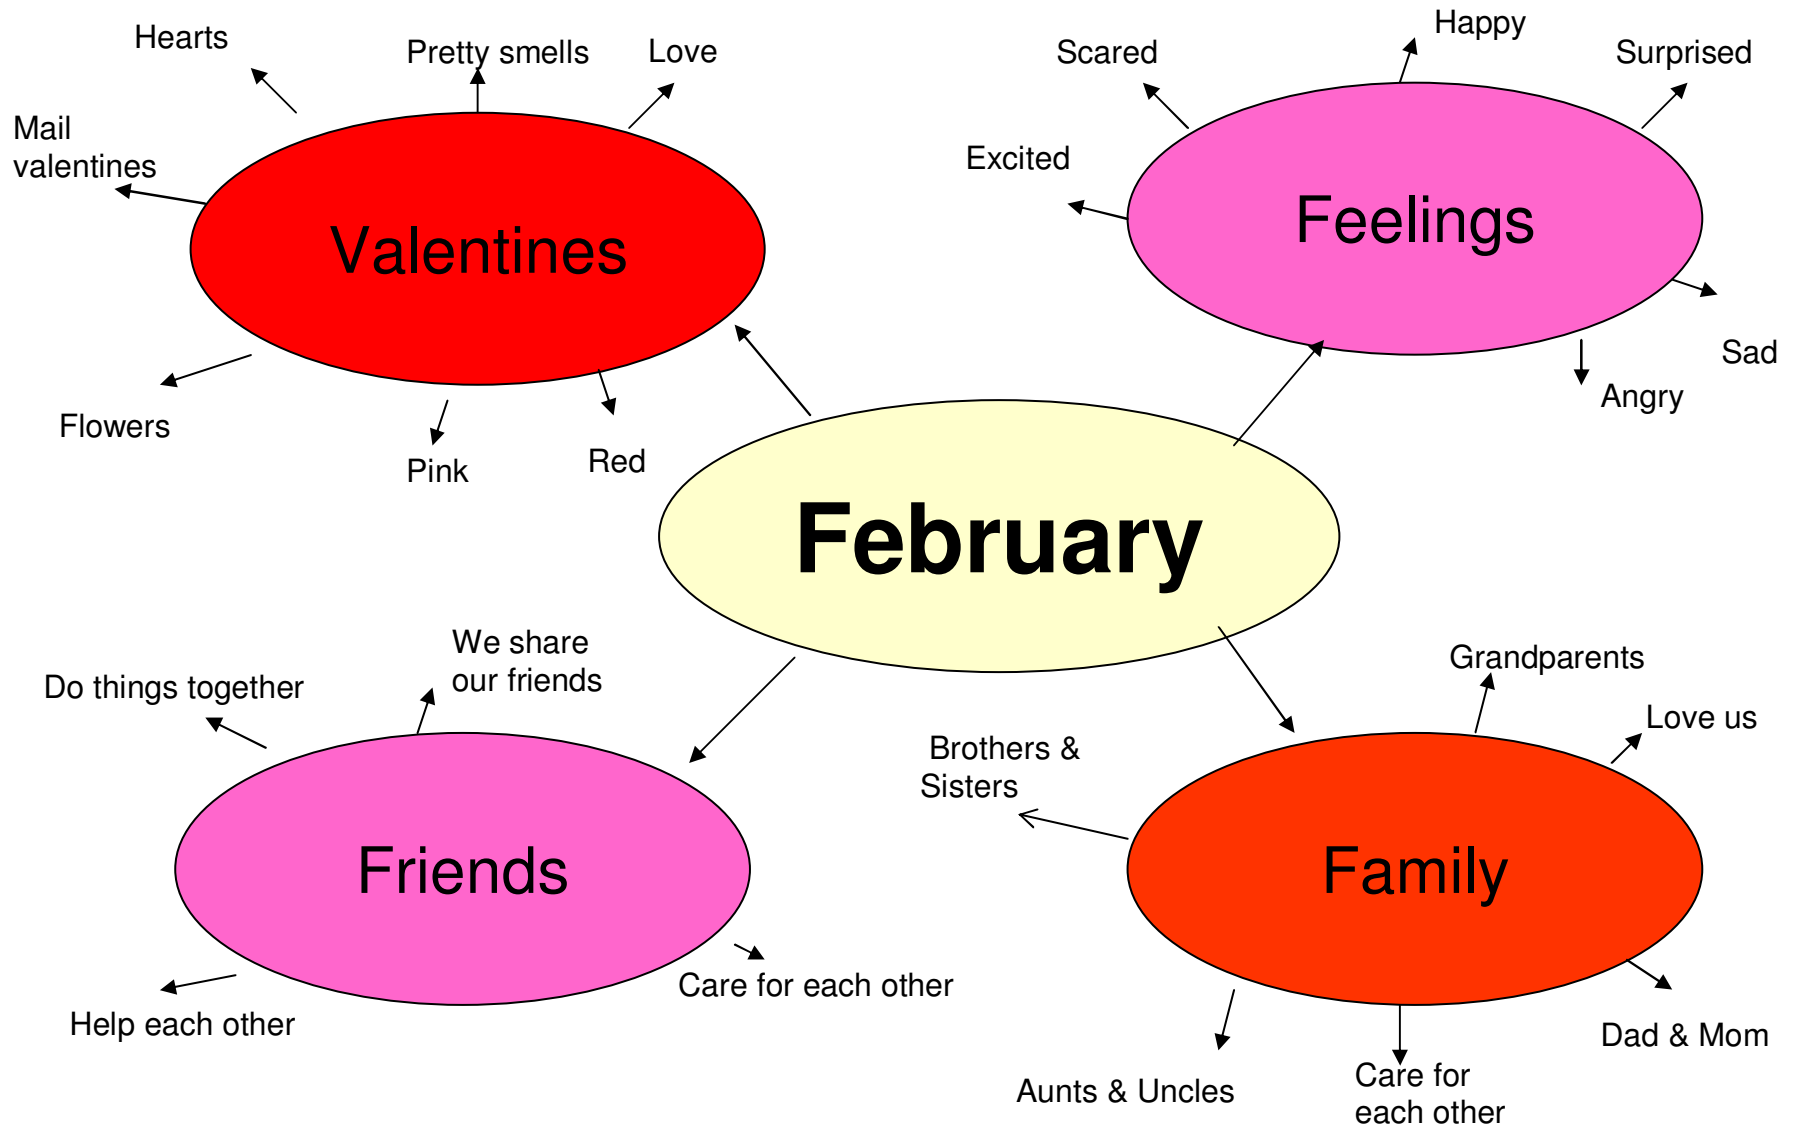 Hearts
Pretty smells
Love
Mail
valentines
Valentines
Flowers
Pink
Red
Happy
Scared
Surprised
Excited
Feelings
Sad
Angry
February
We share
our friends
Do things together
Friends
Help each other
Care for each other
Grandparents
Love us
Brothers &
Sisters
Family
Dad & Mom
Aunts & Uncles
Care for
each other